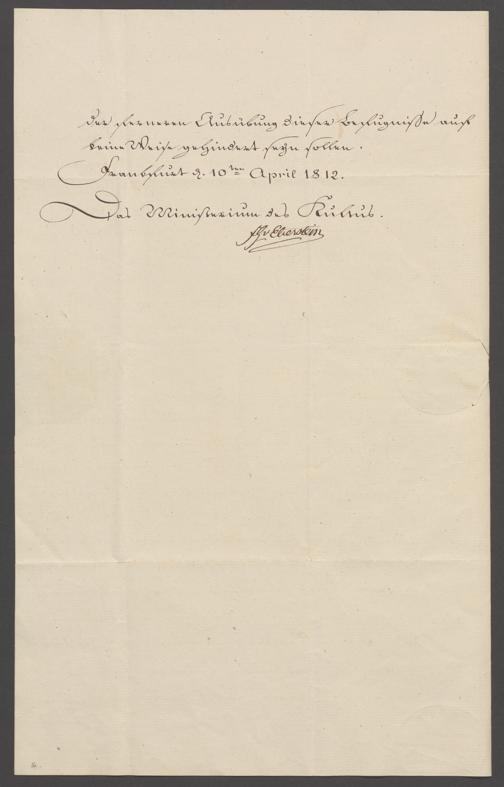 der ferneren Ausübung dieser Befugnisse auf
keine Weise gehindert seyn sollen.
Frankfurt d. 10ten April 1812.
Das Ministerium des Kultus.
FhvEberstein